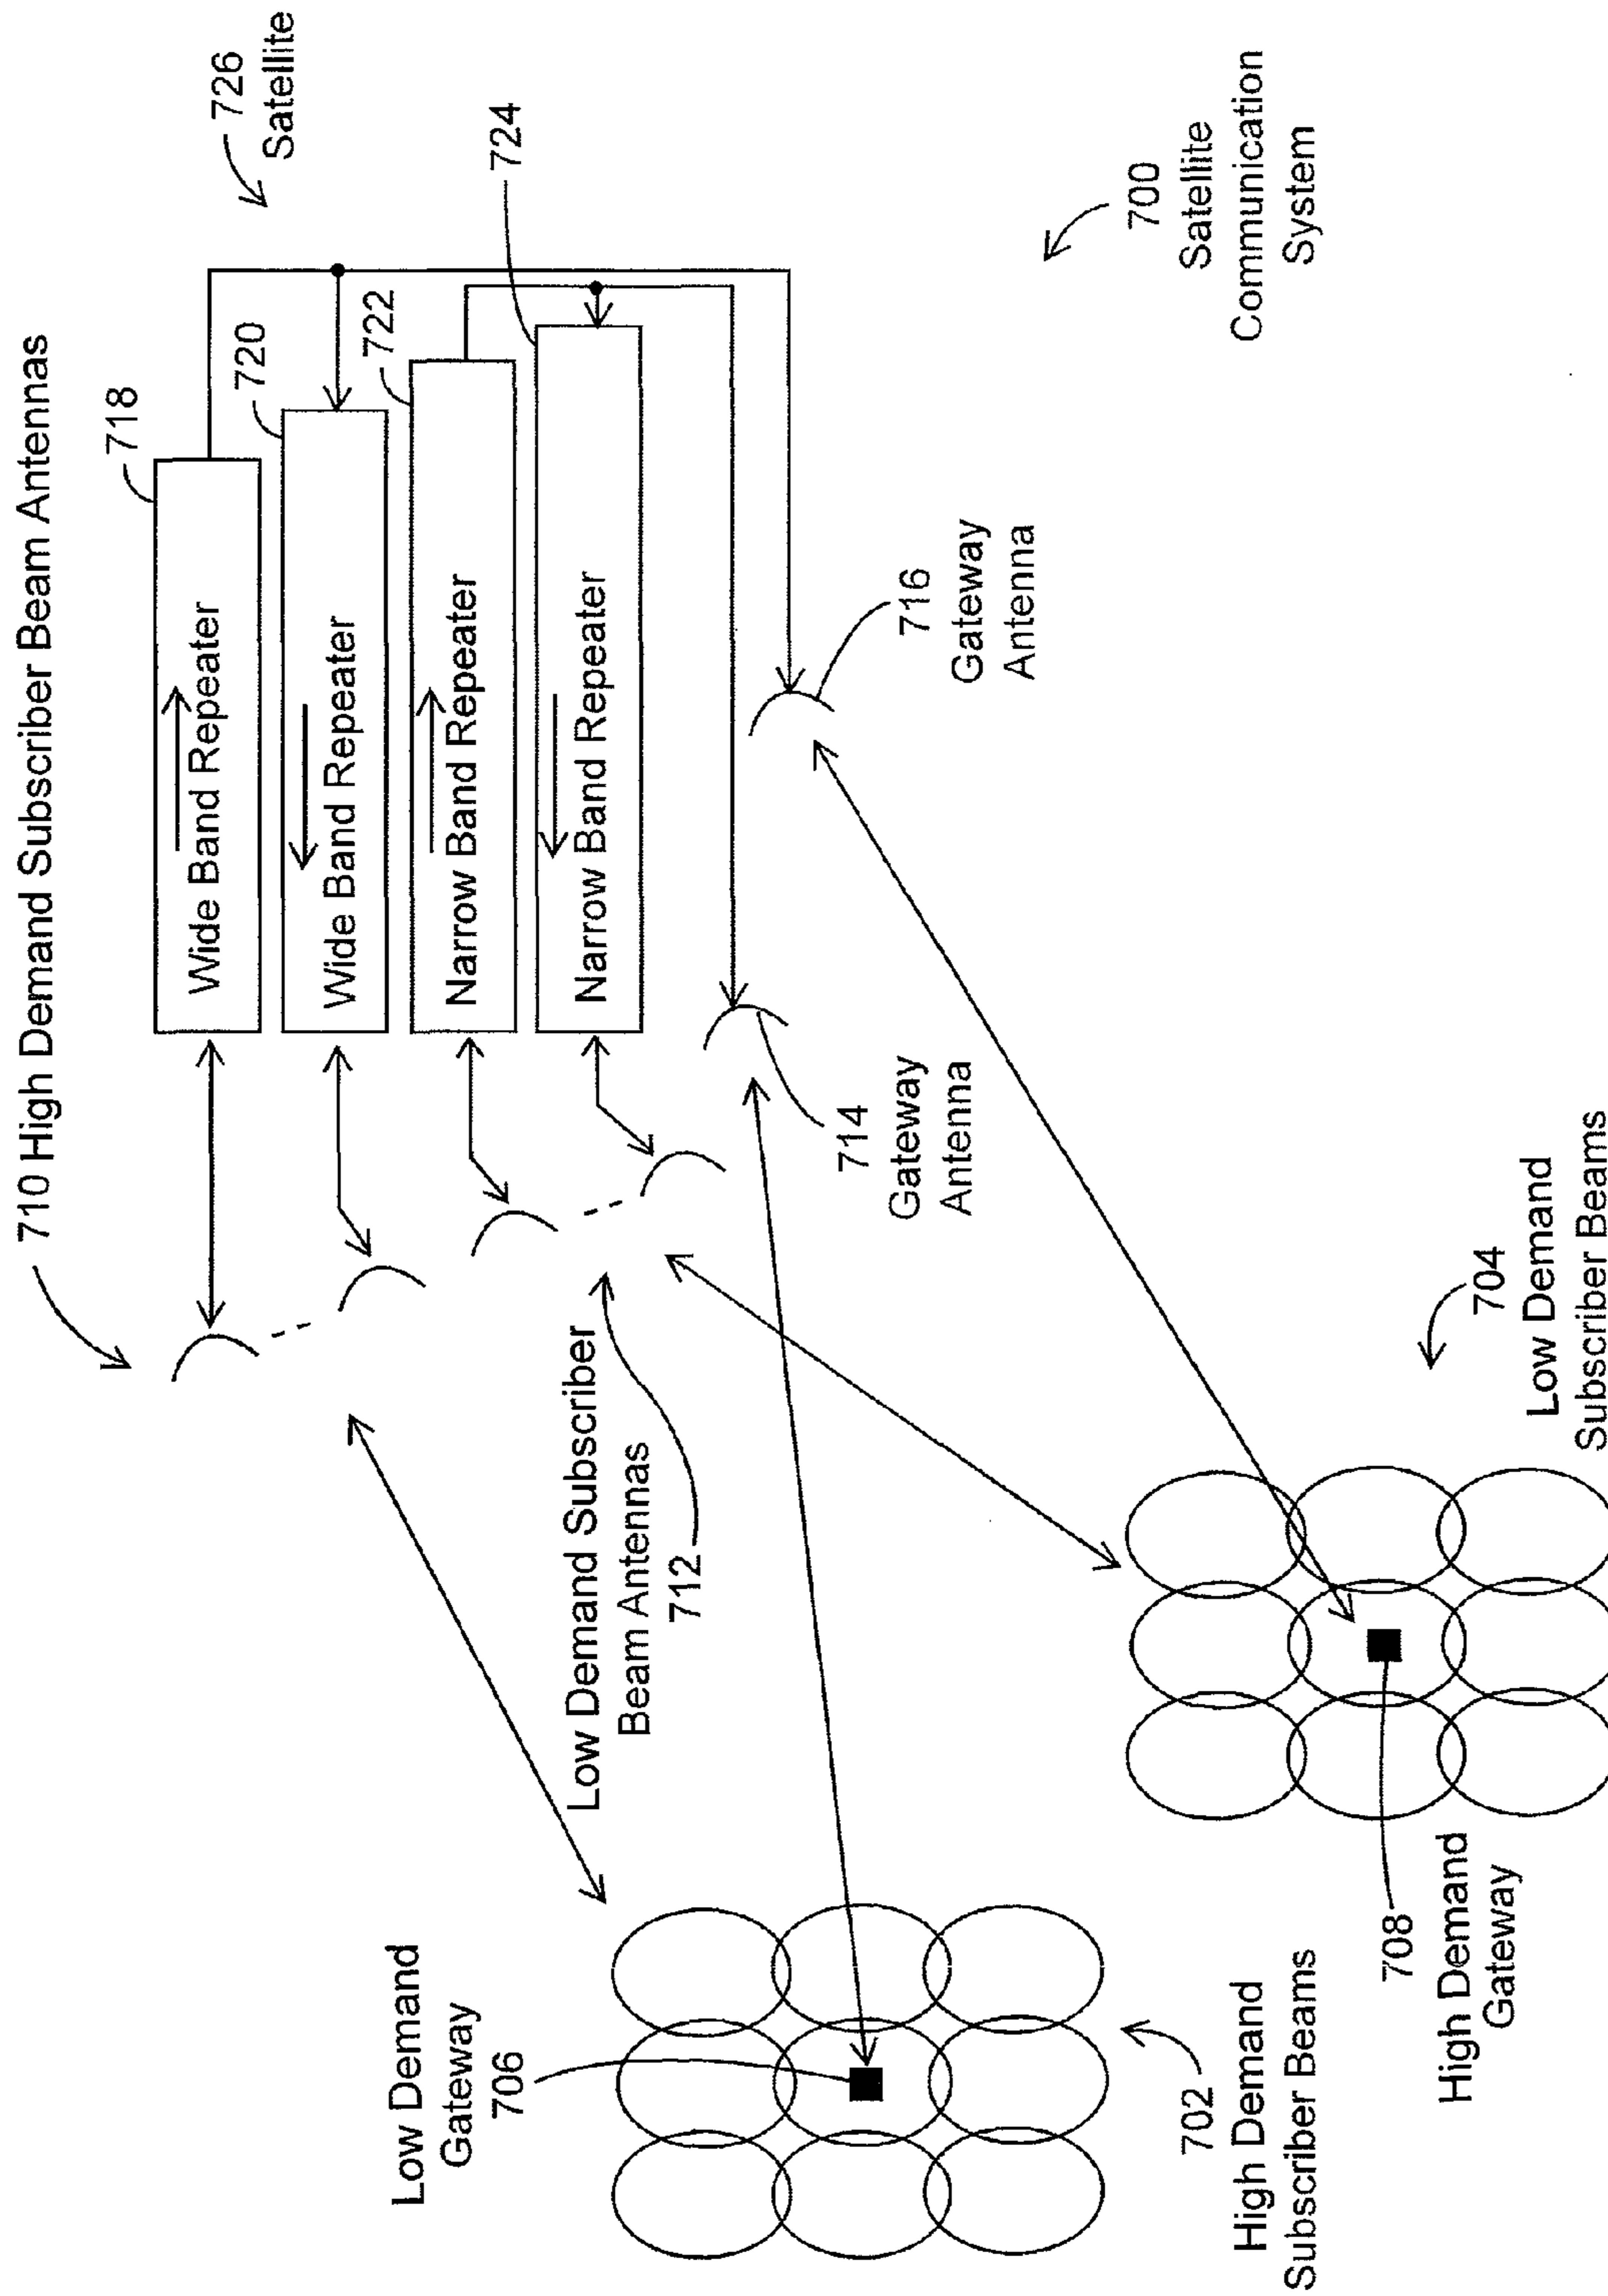 710 High Demand Subscriber Beam Antennas
718
Wide Band Repeater
720
Wide Band Repeater
722
Narrow Band Repeater
724
Narrow Band Repeater
726
Satellite
Low Demand Subscriber
Beam Antennas
712
714
Gateway
Antenna
716
Gateway
Antenna
700
Satellite
Communication
System
Low Demand
Gateway
706
702
High Demand
Subscriber Beams
708
High Demand
Gateway
704
Low Demand
Subscriber Beams